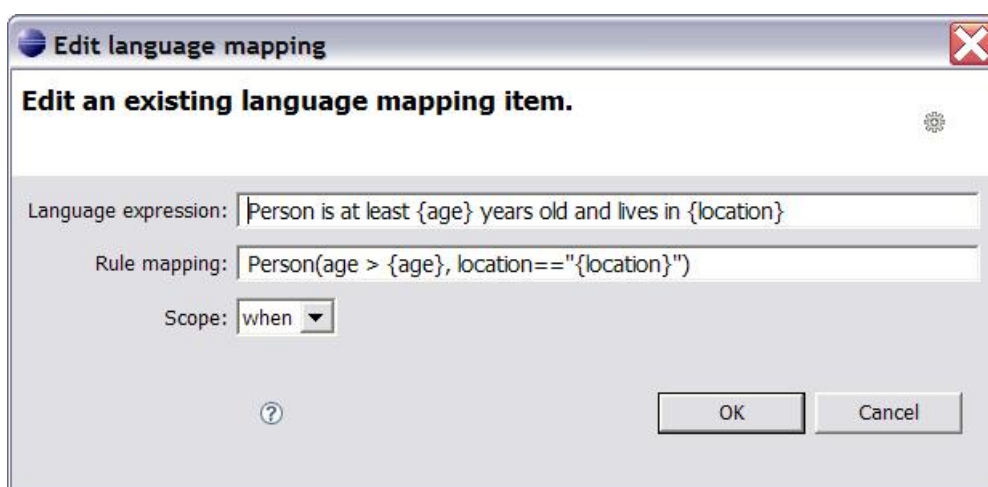 Edit language mapping
Edit an existing language mapping item.
Language expression: Person is at least {age} years old and lives in {location}
Rule mapping: Person(age > {age}, location=="{location}")
Scope: when
? OK Cancel